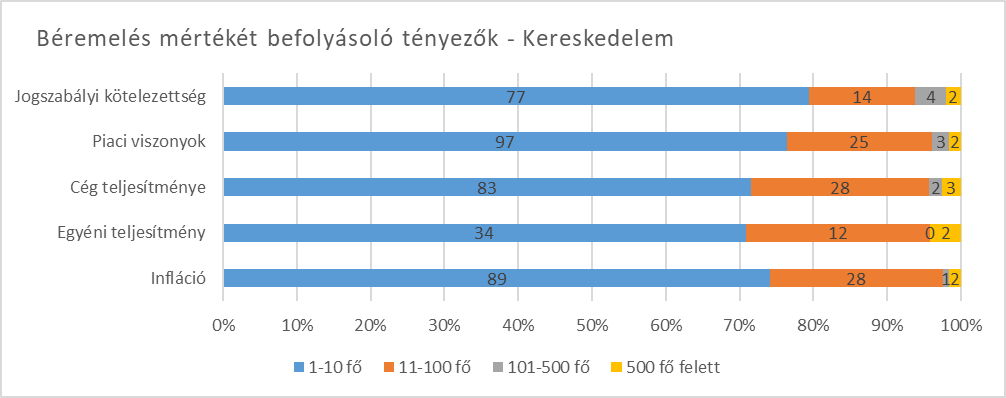 Béremelés mértékét befolyásoló tényezők - Kereskedelem
Jogszabályi kötelezettség 77 14 4 2
Piaci viszonyok 97 25 3 2
Cég teljesítménye 83 28 2 3
Egyéni teljesítmény 34 12 0 2
Infláció 89 28 1 2
0% 10% 20% 30% 40% 50% 60% 70% 80% 90% 100%
1-10 fő 11-100 fő 101-500 fő 500 fő felett